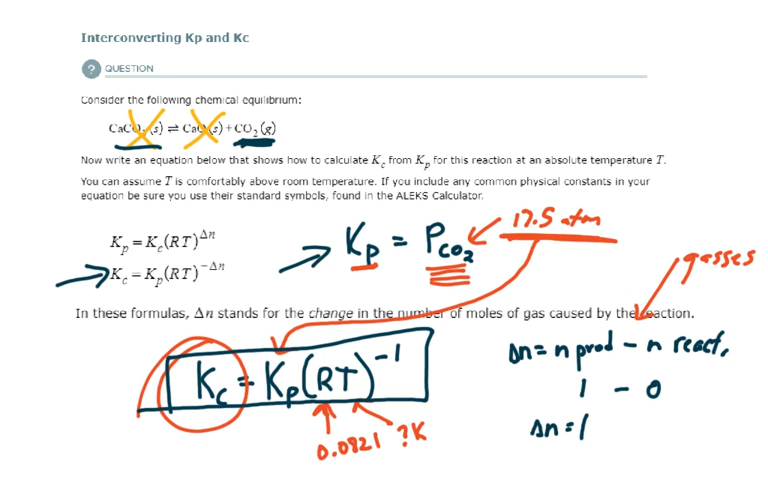 Interconverting Kp and Kc
? QUESTION
Consider the following chemical equilibrium:
CaCO₃(s) ⇌ CaO(s) + CO₂(g)
Now write an equation below that shows how to calculate Kc from Kp for this reaction at an absolute temperature T.
You can assume T is comfortably above room temperature. If you include any common physical constants in your
equation be sure you use their standard symbols, found in the ALEKS Calculator.
Kp = Kc(RT)^Δn
Kc = Kp(RT)^−Δn
Kp = PCO₂
17.5 atm
gasses
In these formulas, Δn stands for the change in the number of moles of gas caused by the reaction.
Kc = Kp(RT)^-1
0.0821 ?K
Δn = n prod - n react.
1 - 0
Δn = 1